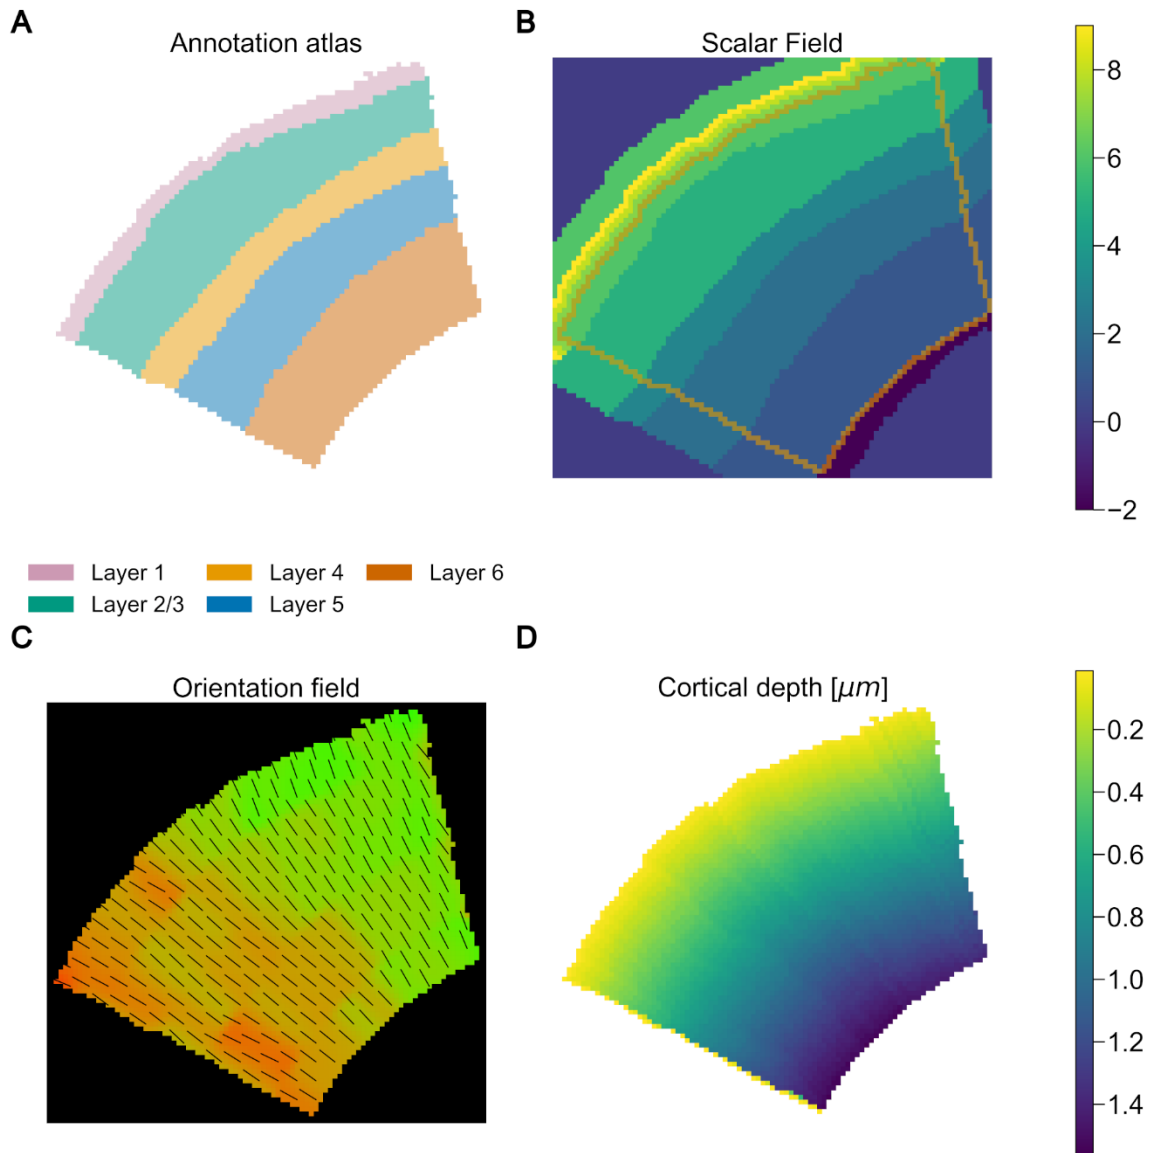 A
Annotation atlas
B
Scalar Field
8
6
4
2
0
−2
Layer 1
Layer 4
Layer 6
Layer 2/3
Layer 5
C
Orientation field
D
Cortical depth [μm]
0.2
0.4
0.6
0.8
1.0
1.2
1.4